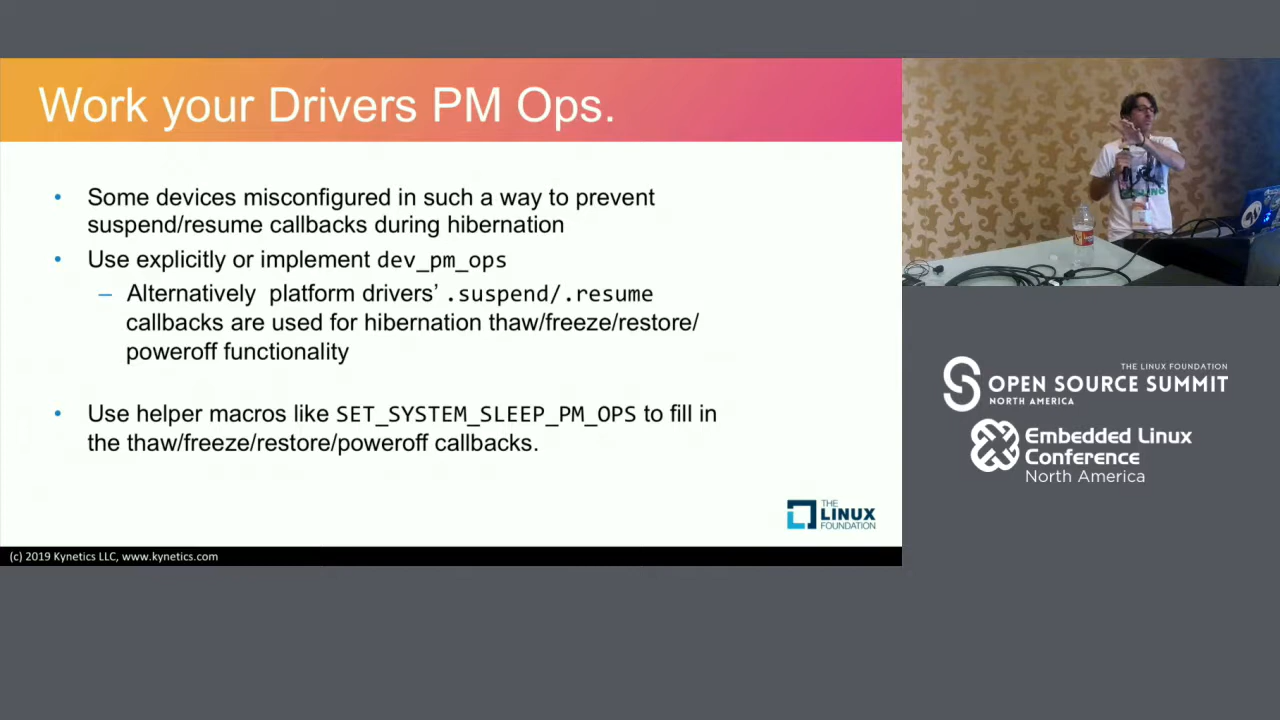 Work your Drivers PM Ops.
• Some devices misconfigured in such a way to prevent
suspend/resume callbacks during hibernation
• Use explicitly or implement dev_pm_ops
– Alternatively platform drivers’ .suspend/.resume
callbacks are used for hibernation thaw/freeze/restore/
poweroff functionality
• Use helper macros like SET_SYSTEM_SLEEP_PM_OPS to fill in
the thaw/freeze/restore/poweroff callbacks.
THE
LINUX
FOUNDATION
(c) 2019 Kynetics LLC, www.kynetics.com
THE LINUX FOUNDATION
OPEN SOURCE SUMMIT
NORTH AMERICA
Embedded Linux
Conference
North America